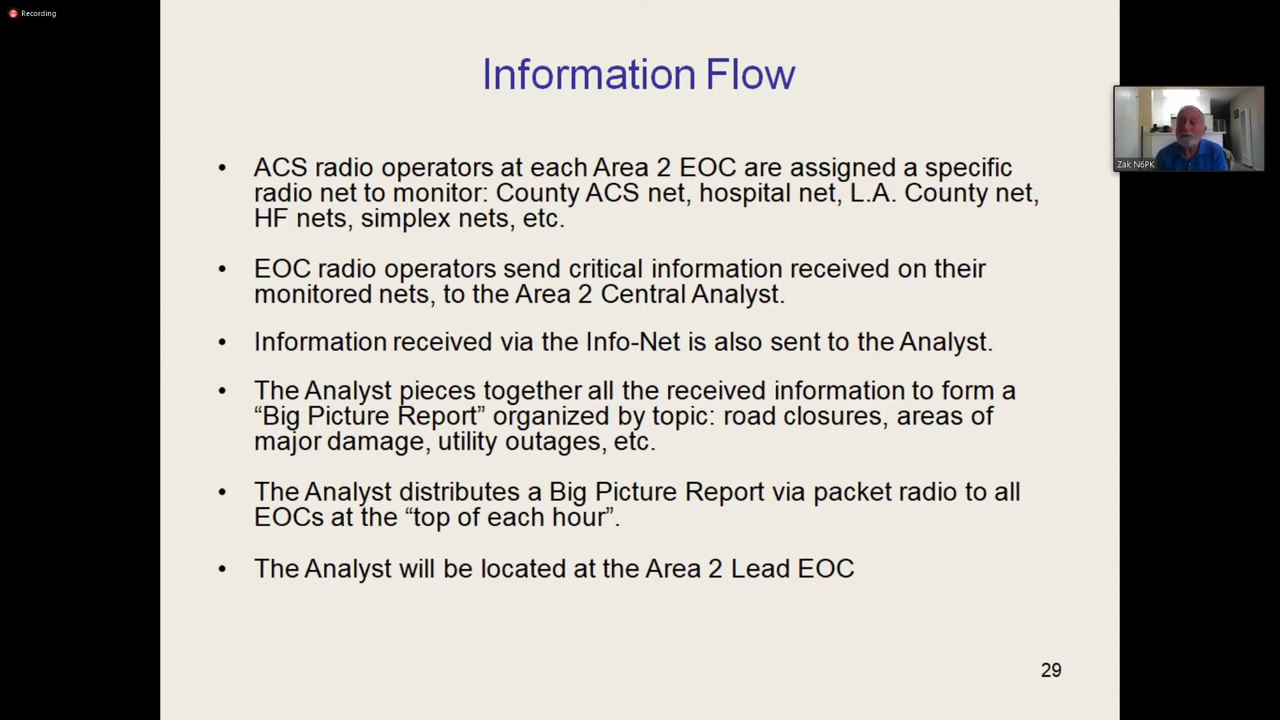 Recording
Information Flow
• ACS radio operators at each Area 2 EOC are assigned a specific
radio net to monitor: County ACS net, hospital net, L.A. County net,
HF nets, simplex nets, etc.
• EOC radio operators send critical information received on their
monitored nets, to the Area 2 Central Analyst.
• Information received via the Info-Net is also sent to the Analyst.
• The Analyst pieces together all the received information to form a
“Big Picture Report” organized by topic: road closures, areas of
major damage, utility outages, etc.
• The Analyst distributes a Big Picture Report via packet radio to all
EOCs at the “top of each hour”.
• The Analyst will be located at the Area 2 Lead EOC
29
Zak N6PK